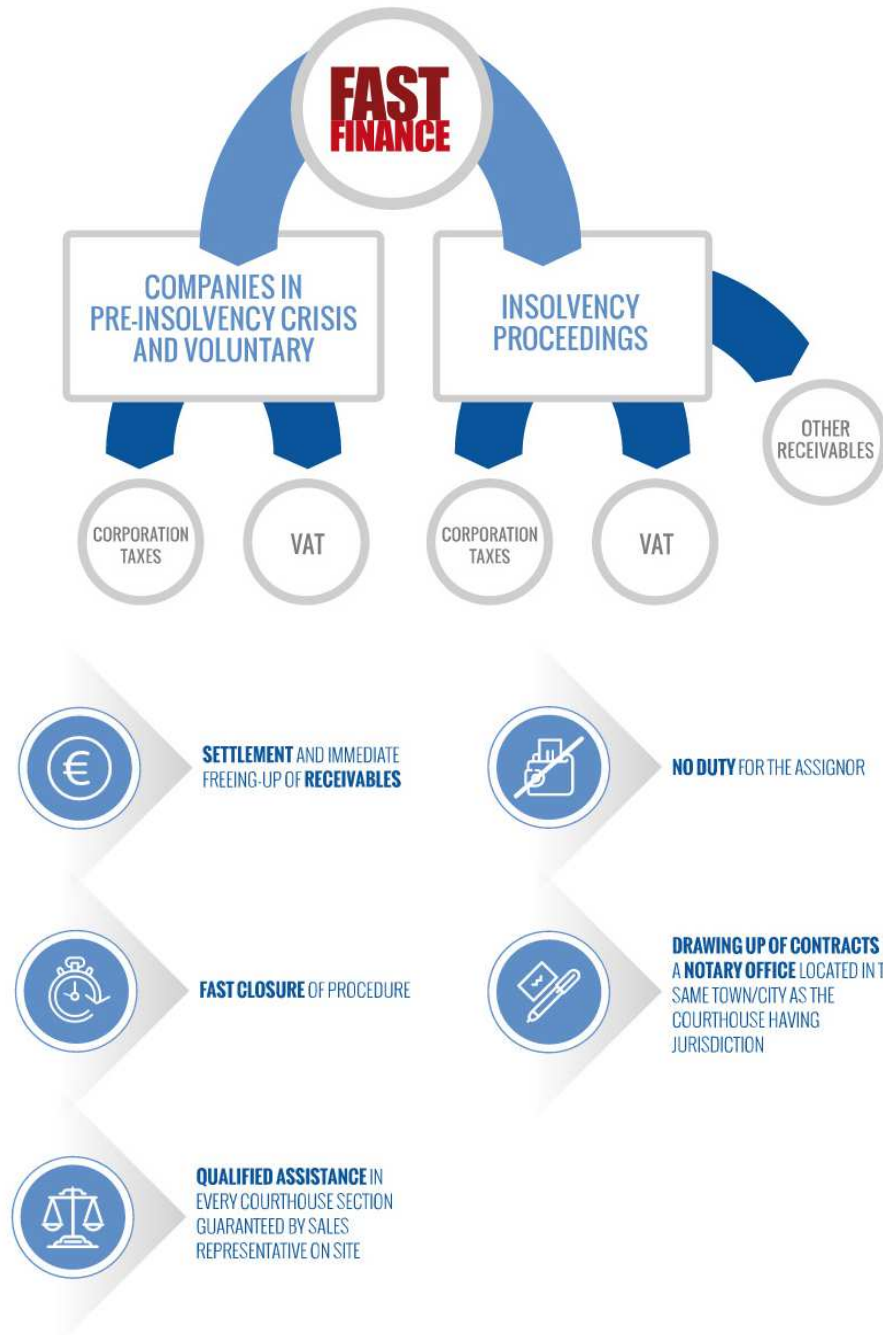 FAST
FINANCE
COMPANIES IN
PRE-INSOLVENCY CRISIS
AND VOLUNTARY
INSOLVENCY
PROCEEDINGS
OTHER
RECEIVABLES
CORPORATION
TAXES
VAT
CORPORATION
TAXES
VAT
€
SETTLEMENT AND IMMEDIATE
FREEING-UP OF RECEIVABLES
NO DUTY FOR THE ASSIGNOR
FAST CLOSURE OF PROCEDURE
DRAWING UP OF CONTRACTS
A NOTARY OFFICE LOCATED IN
SAME TOWN/CITY AS THE
COURTHOUSE HAVING
JURISDICTION
QUALIFIED ASSISTANCE IN
EVERY COURTHOUSE SECTION
GUARANTEED BY SALES
REPRESENTATIVE ON SITE